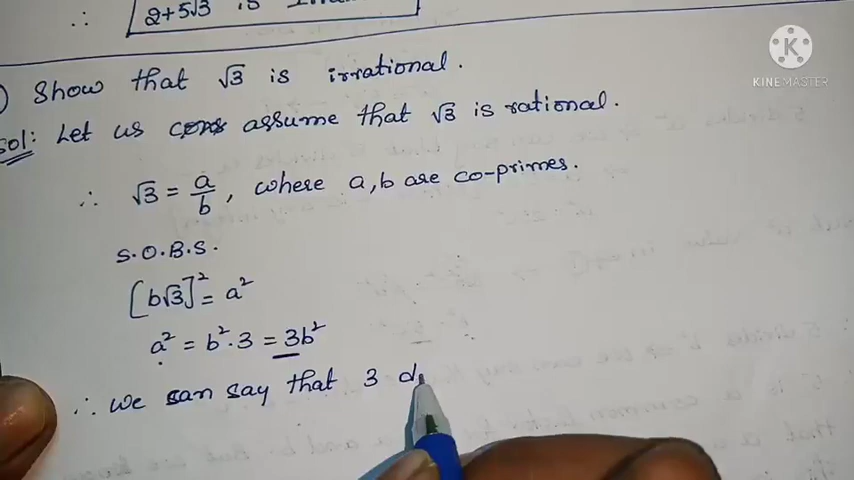 ∴ 2+5√3 is
Show that √3 is irrational.
K
KINEMASTER
Sol: Let us cons assume that √3 is rational.
∴ √3 = a/b, where a,b are co-primes.
S.O.B.S.
[b√3]² = a²
a² = b².3 = 3b²
∴ we can say that 3 d